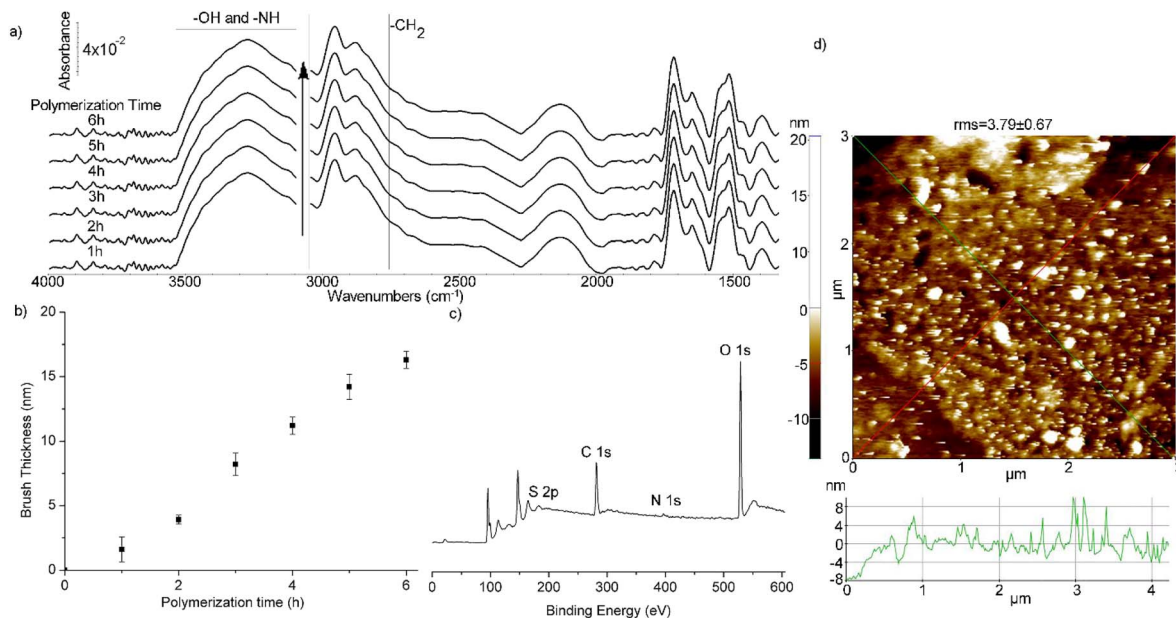 a)
Absorbance
4x10-2
-OH and -NH
-CH2
Polymerization Time
6h
5h
4h
3h
2h
1h
4000 3500 3000 2500 2000 1500
Wavenumbers (cm-1)
b)
Brush Thickness (nm)
20
15
10
5
0
0 2 4 6
Polymerization time (h)
c)
S 2p
C 1s
N 1s
O 1s
0 100 200 300 400 500 600
Binding Energy (eV)
d)
nm
20
15
10
0
-5
-10
rms=3.79±0.67
3
2
μm
1
0
0 1 2
μm
nm
8
4
0
-4
-8
0 1 2 3 4
μm